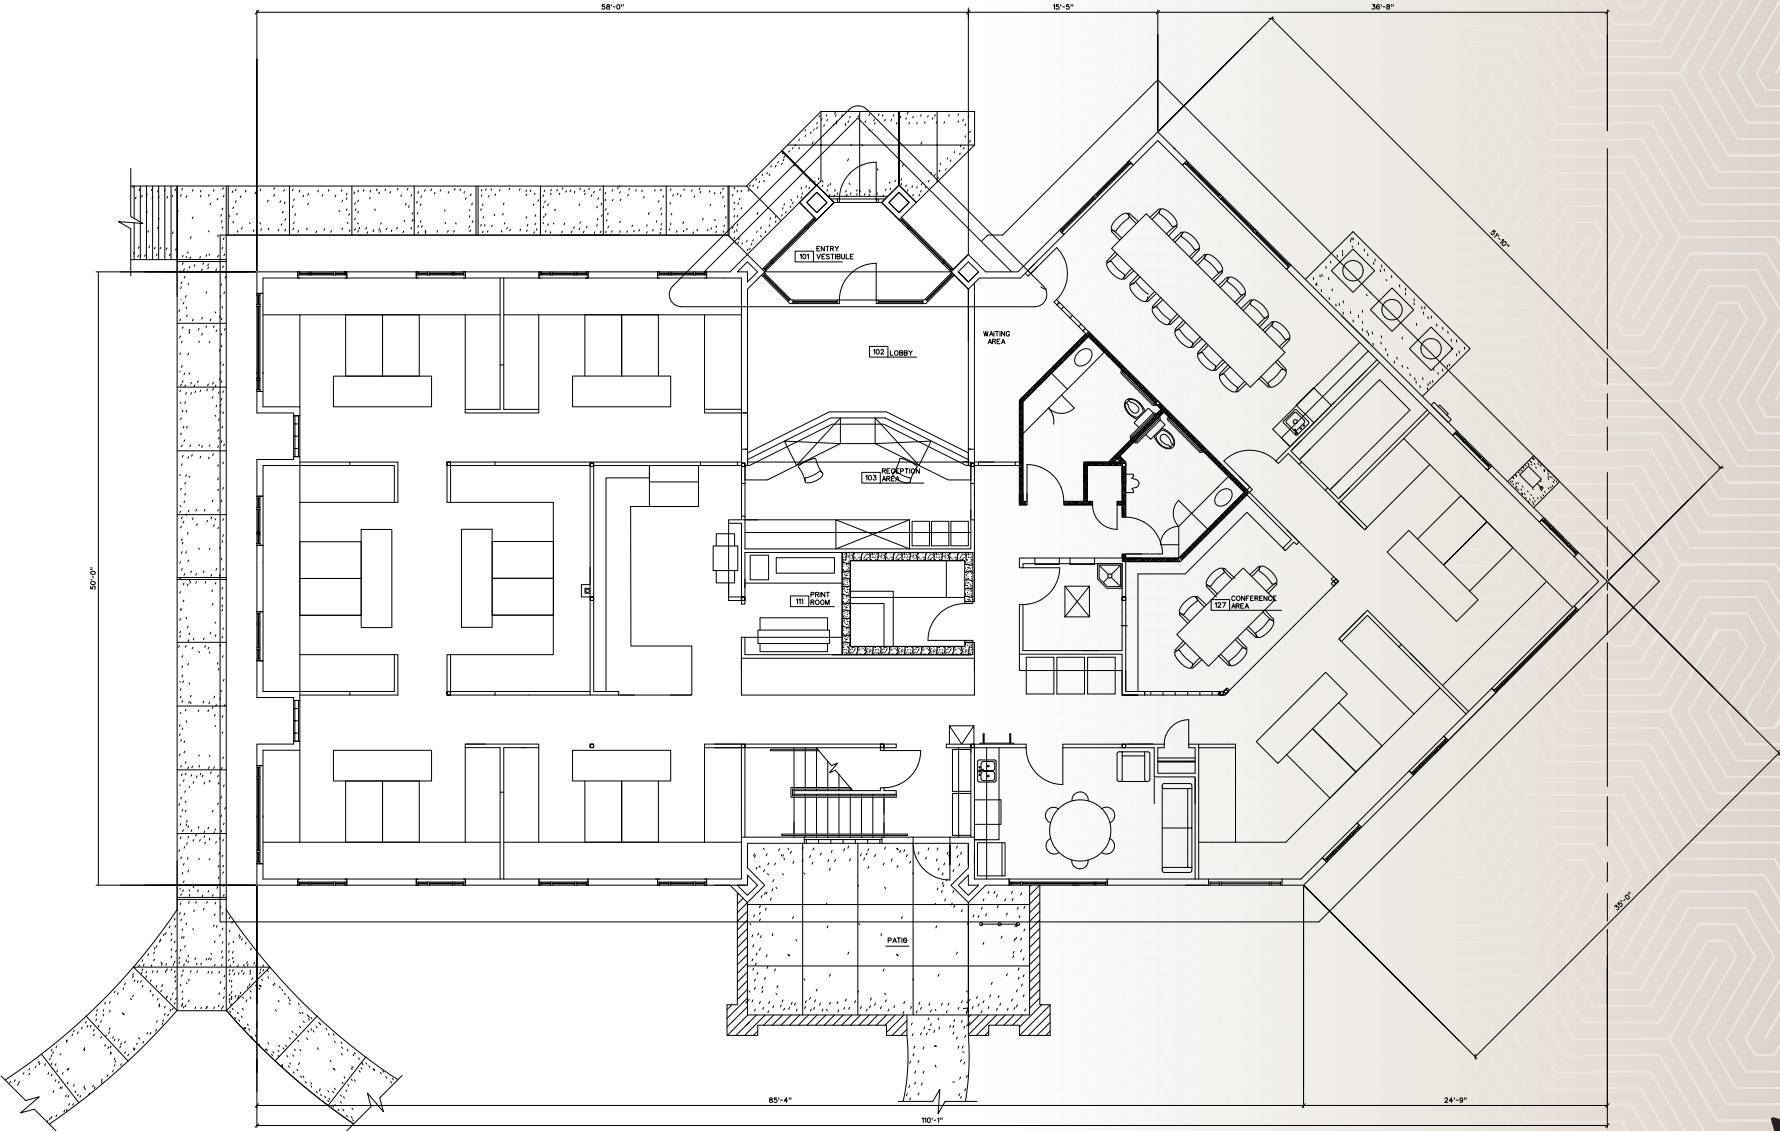 58'-0"
15'-5"
36'-8"
51'-10"
ENTRY
101 VESTIBULE
WAITING
AREA
102 LOBBY
RECEPTION
103 AREA
50'-0"
PRINT
111 ROOM
CONFERENCE
127 AREA
35'-0"
PATIO
85'-4"
24'-9"
110'-1"